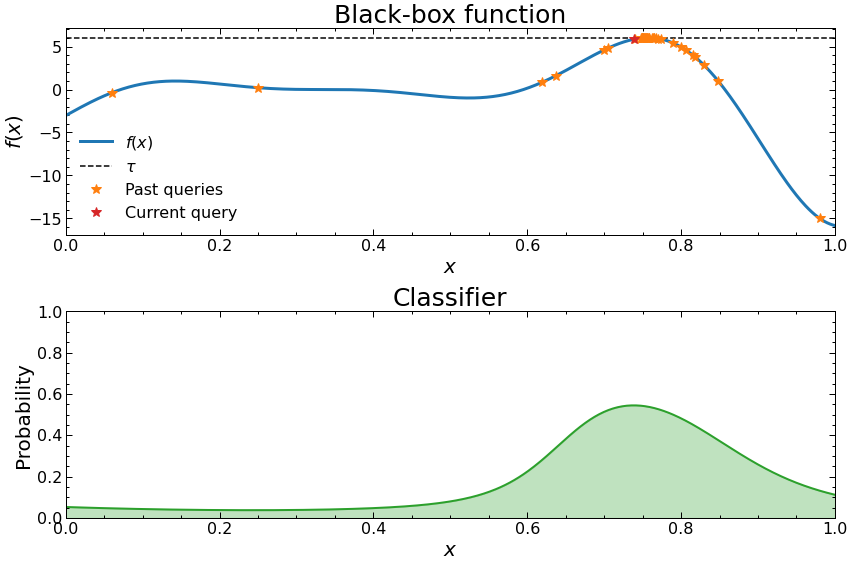 Black-box function
f(x)
5
0
−5
−10
−15
f(x)
τ
Past queries
Current query
0.0 0.2 0.4 0.6 0.8 1.0
x
Classifier
Probability
1.0
0.8
0.6
0.4
0.2
0.0
0.0 0.2 0.4 0.6 0.8 1.0
x